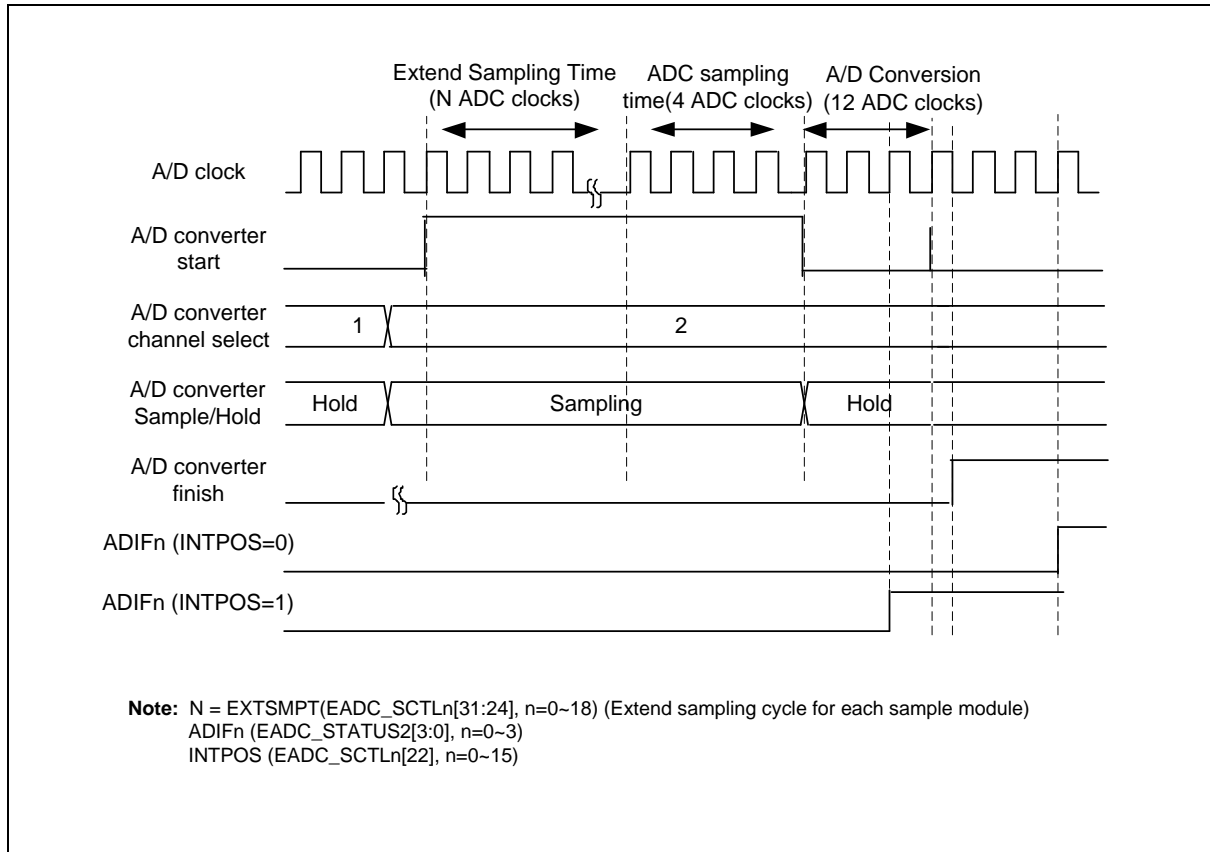 Extend Sampling Time
(N ADC clocks)
ADC sampling
time(4 ADC clocks)
A/D Conversion
(12 ADC clocks)
A/D clock
A/D converter
start
A/D converter
channel select
1
2
A/D converter
Sample/Hold
Hold
Sampling
Hold
A/D converter
finish
ADIFn (INTPOS=0)
ADIFn (INTPOS=1)
Note: N = EXTSMPT(EADC_SCTLn[31:24], n=0~18) (Extend sampling cycle for each sample module)
ADIFn (EADC_STATUS2[3:0], n=0~3)
INTPOS (EADC_SCTLn[22], n=0~15)